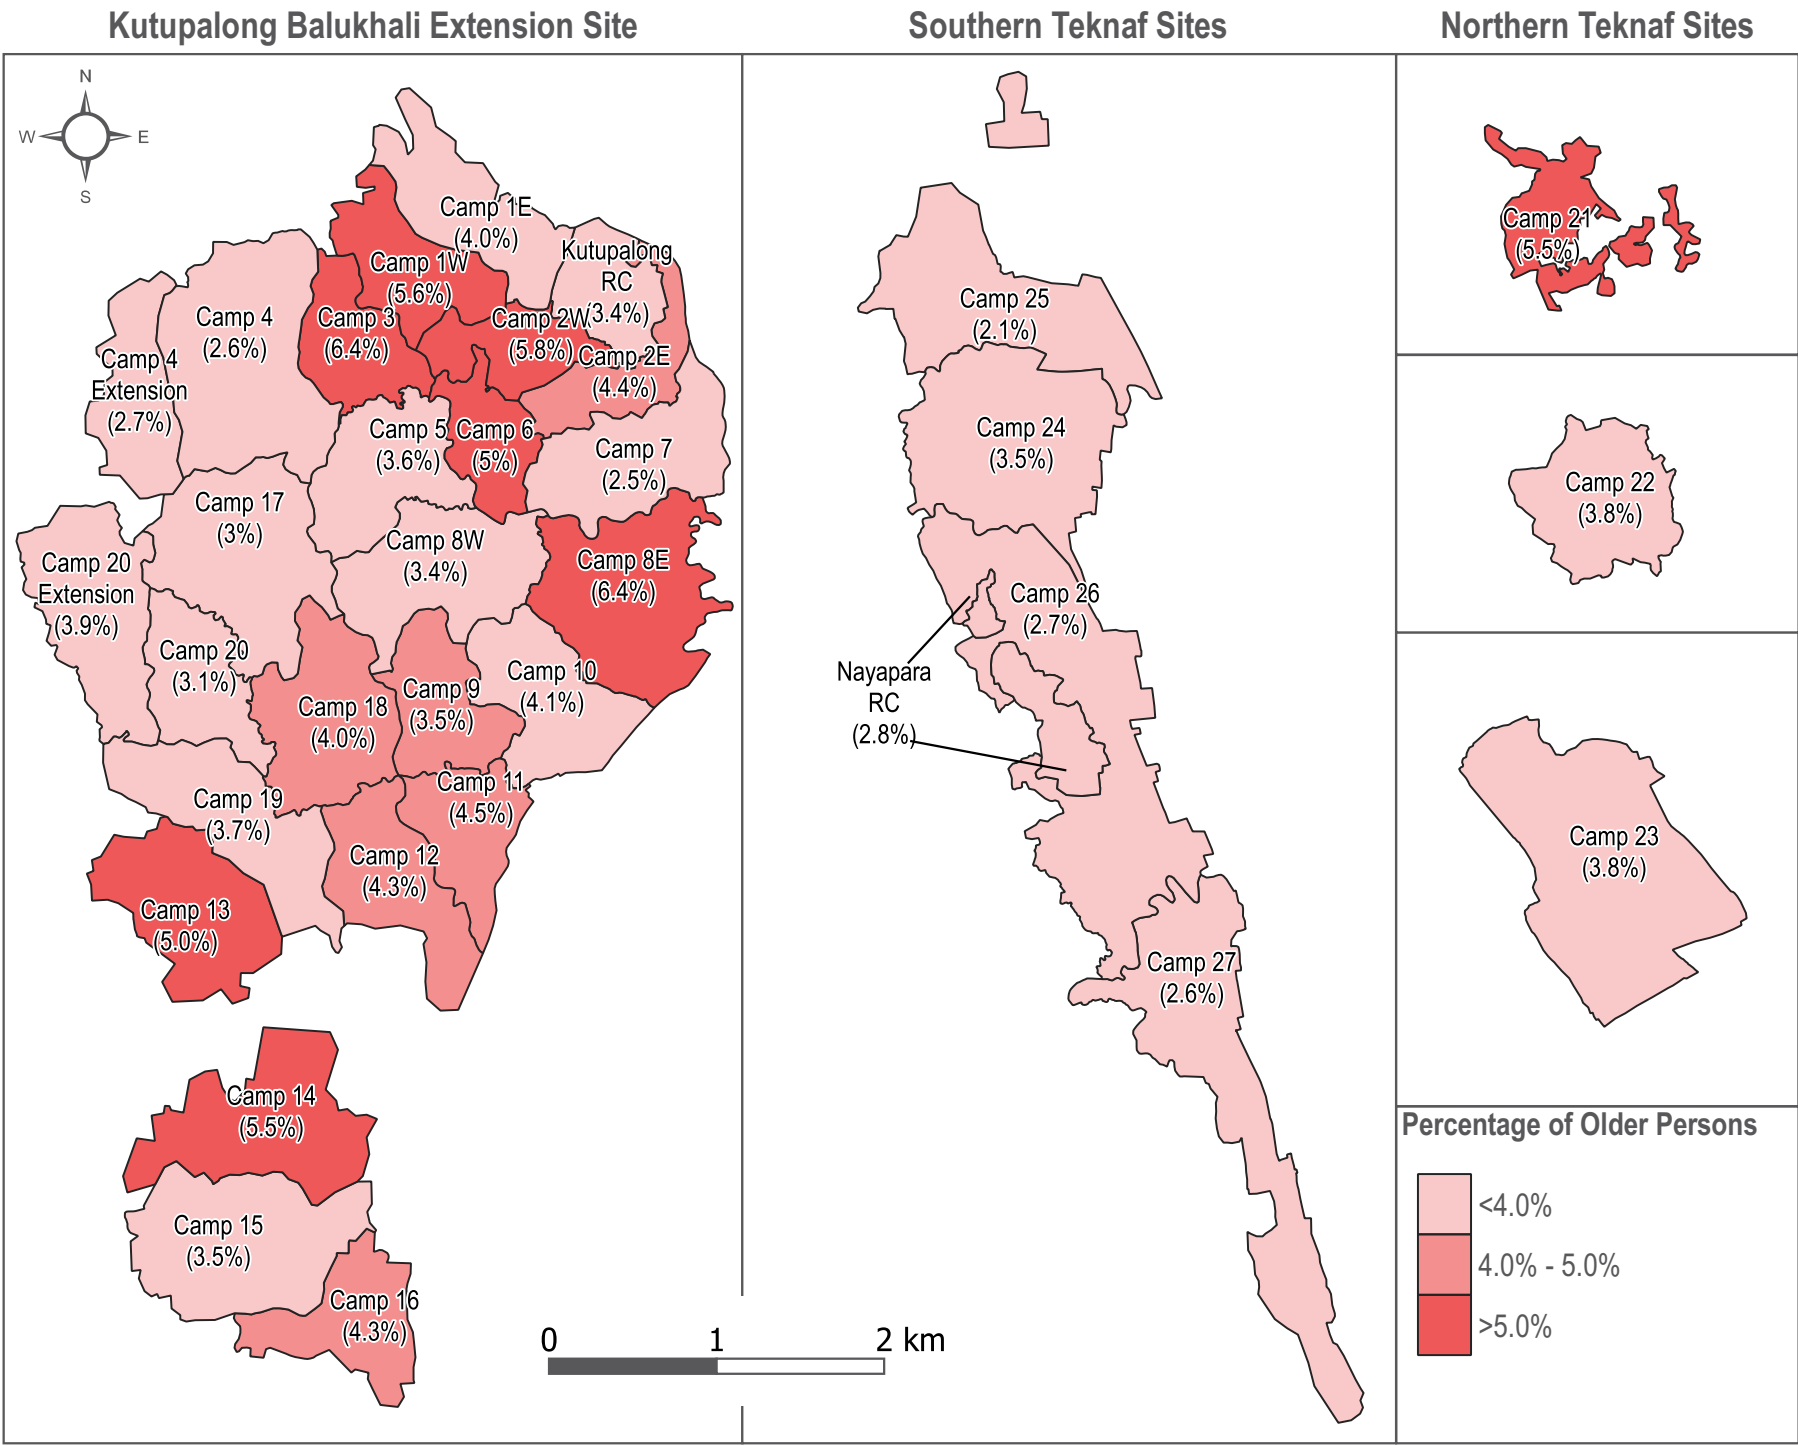 Kutupalong Balukhali Extension Site
Southern Teknaf Sites
Northern Teknaf Sites
N
W
E
S
Camp 1E
(4.0%)
Kutupalong
RC
(3.4%)
Camp 1W
(5.6%)
Camp 3
(6.4%)
Camp 2W
(5.8%)
Camp 2E
(4.4%)
Camp 4
(2.6%)
Camp 4
Extension
(2.7%)
Camp 5
(3.6%)
Camp 6
(5%)
Camp 7
(2.5%)
Camp 17
(3%)
Camp 8W
(3.4%)
Camp 8E
(6.4%)
Camp 20
Extension
(3.9%)
Camp 20
(3.1%)
Camp 18
(4.0%)
Camp 9
(3.5%)
Camp 10
(4.1%)
Camp 11
(4.5%)
Camp 19
(3.7%)
Camp 12
(4.3%)
Camp 13
(5.0%)
Camp 14
(5.5%)
Camp 15
(3.5%)
Camp 16
(4.3%)
0 1 2 km
Camp 25
(2.1%)
Camp 24
(3.5%)
Camp 26
(2.7%)
Nayapara
RC
(2.8%)
Camp 27
(2.6%)
Camp 21
(5.5%)
Camp 22
(3.8%)
Camp 23
(3.8%)
Percentage of Older Persons
<4.0%
4.0% - 5.0%
>5.0%